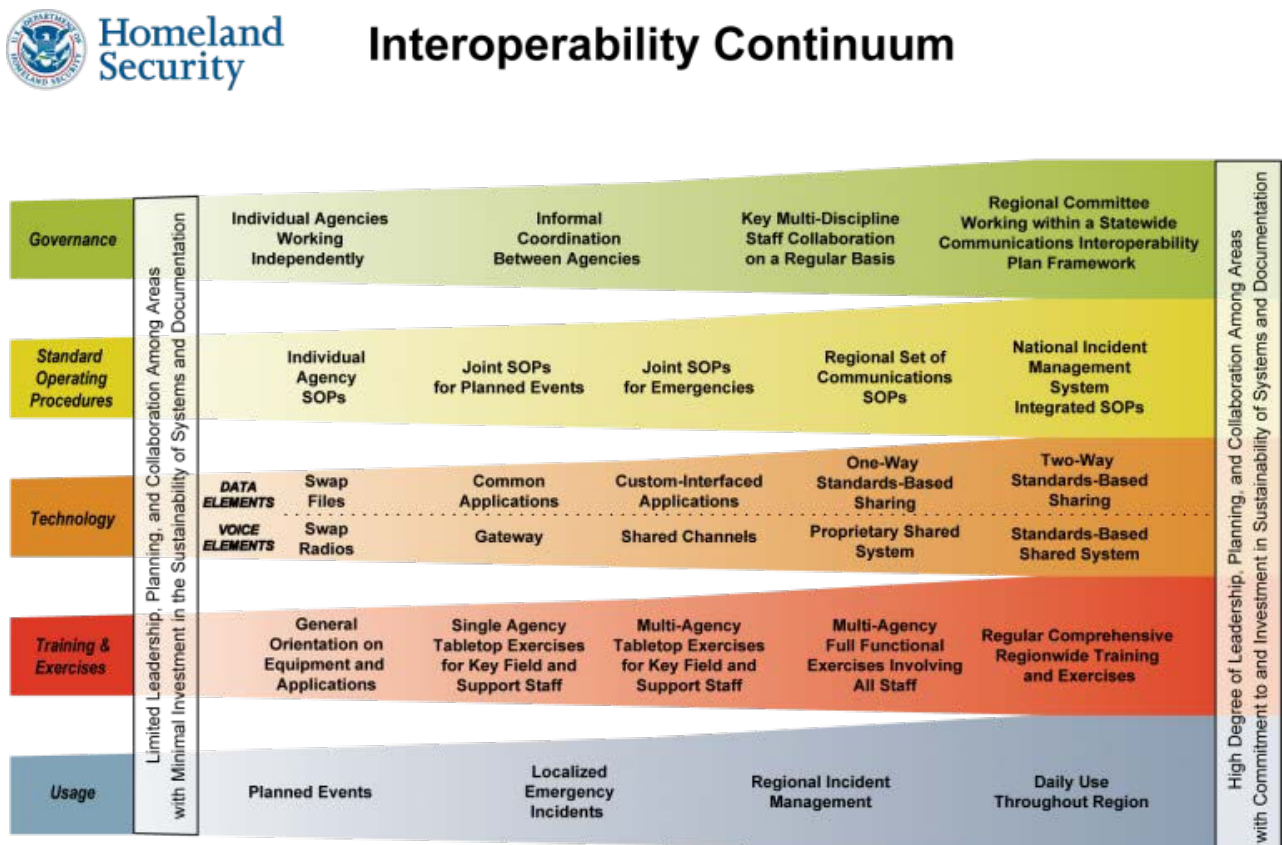 U.S. DEPARTMENT OF
HOMELAND SECURITY
Homeland
Security
Interoperability Continuum
Limited Leadership, Planning, and Collaboration Among Areas
with Minimal Investment in the Sustainability of Systems and Documentation
Governance
Individual Agencies
Working
Independently
Informal
Coordination
Between Agencies
Key Multi-Discipline
Staff Collaboration
on a Regular Basis
Regional Committee
Working within a Statewide
Communications Interoperability
Plan Framework
Standard
Operating
Procedures
Individual
Agency
SOPs
Joint SOPs
for Planned Events
Joint SOPs
for Emergencies
Regional Set of
Communications
SOPs
National Incident
Management
System
Integrated SOPs
Technology
DATA
ELEMENTS
Swap
Files
Common
Applications
Custom-Interfaced
Applications
One-Way
Standards-Based
Sharing
Two-Way
Standards-Based
Sharing
VOICE
ELEMENTS
Swap
Radios
Gateway
Shared Channels
Proprietary Shared
System
Standards-Based
Shared System
Training &
Exercises
General
Orientation on
Equipment and
Applications
Single Agency
Tabletop Exercises
for Key Field and
Support Staff
Multi-Agency
Tabletop Exercises
for Key Field and
Support Staff
Multi-Agency
Full Functional
Exercises Involving
All Staff
Regular Comprehensive
Regionwide Training
and Exercises
Usage
Planned Events
Localized
Emergency
Incidents
Regional Incident
Management
Daily Use
Throughout Region
High Degree of Leadership, Planning, and Collaboration Among Areas
with Commitment to and Investment in Sustainability of Systems and Documentation